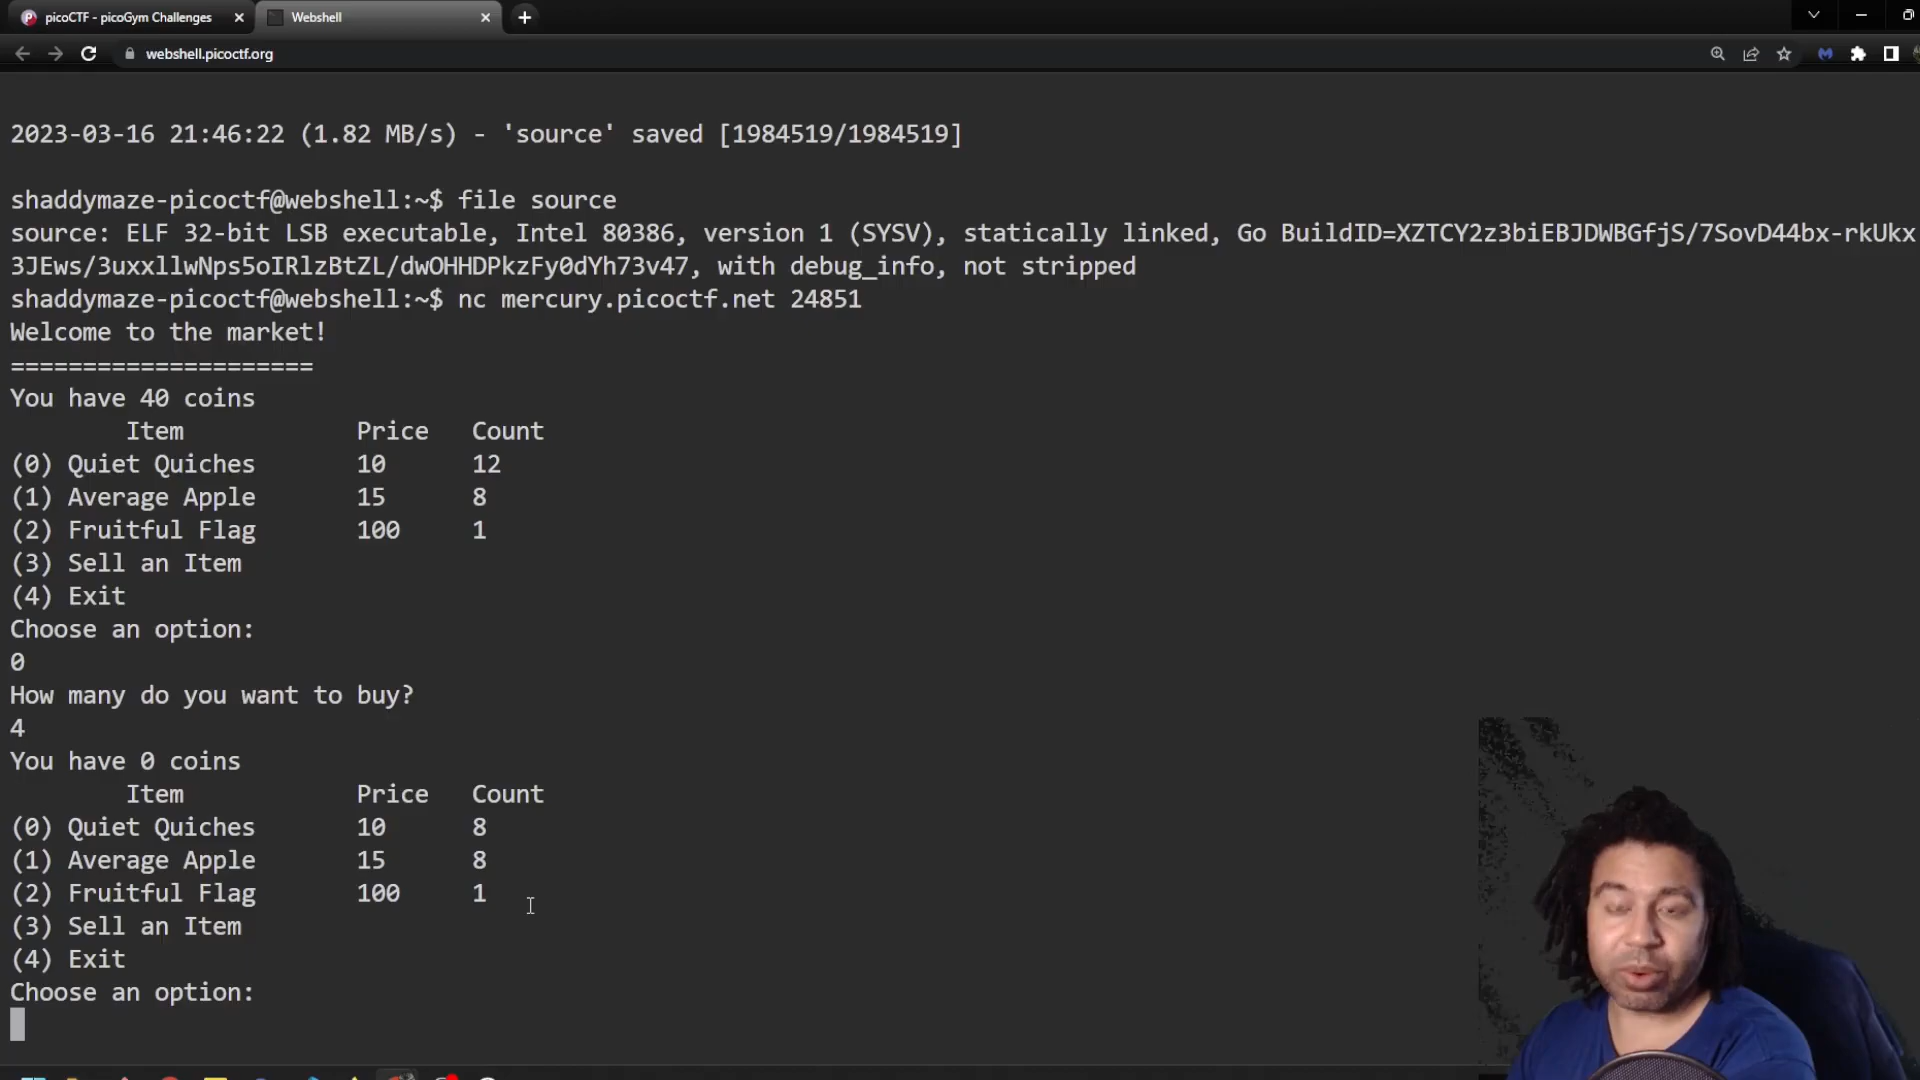 picoCTF - picoGym Challenges
Webshell
webshell.picoctf.org
2023-03-16 21:46:22 (1.82 MB/s) - 'source' saved [1984519/1984519]
shaddymaze-picoctf@webshell:~$ file source
source: ELF 32-bit LSB executable, Intel 80386, version 1 (SYSV), statically linked, Go BuildID=XZTCY2z3biEBJDWBGfjS/7SovD44bx-rkUkx
3JEws/3uxxllwNps5oIRlzBtZL/dwOHHDPkzFy0dYh73v47, with debug_info, not stripped
shaddymaze-picoctf@webshell:~$ nc mercury.picoctf.net 24851
Welcome to the market!
=====================
You have 40 coins
Item Price Count
(0) Quiet Quiches 10 12
(1) Average Apple 15 8
(2) Fruitful Flag 100 1
(3) Sell an Item
(4) Exit
Choose an option:
0
How many do you want to buy?
4
You have 0 coins
Item Price Count
(0) Quiet Quiches 10 8
(1) Average Apple 15 8
(2) Fruitful Flag 100 1
(3) Sell an Item
(4) Exit
Choose an option: